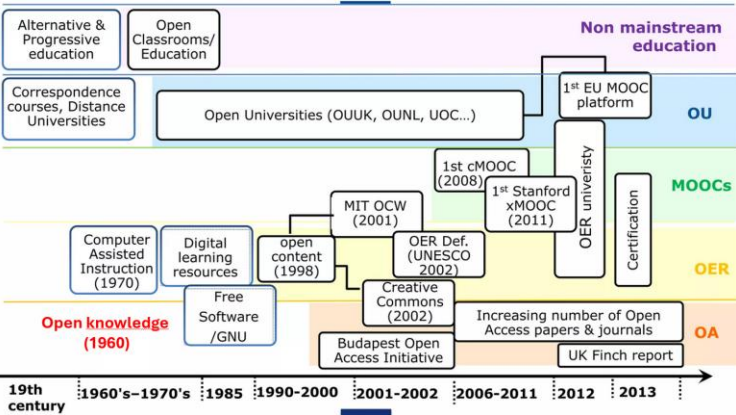 Alternative &
Progressive
education
Open
Classrooms/
Education
Non mainstream
education
Correspondence
courses, Distance
Universities
Open Universities (OUUK, OUNL, UOC...)
1st EU MOOC
platform
OU
1st cMOOC
(2008)
1st Stanford
xMOOC
(2011)
OER univeristy
Certification
MOOCs
MIT OCW
(2001)
Computer
Assisted
Instruction
(1970)
Digital
learning
resources
open
content
(1998)
OER Def.
(UNESCO
2002)
OER
Free
Software
/GNU
Creative
Commons
(2002)
Open knowledge
(1960)
Increasing number of Open
Access papers & journals
OA
Budapest Open
Access Initiative
UK Finch report
19th
century
1960's–1970's
1985
1990-2000
2001-2002
2006-2011
2012
2013